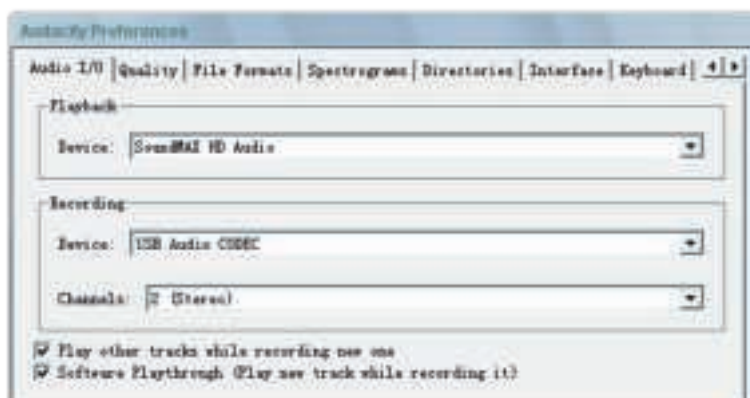 Audacity Preferences
Audio I/O Quality File Formats Spectrograms Directories Interface Keyboard
Playback
Device: SoundMAX HD Audio
Recording
Device: USB Audio CODEC
Channels: 2 (Stereo)
Play other tracks while recording new one
Software Playthrough (Play new track while recording it)